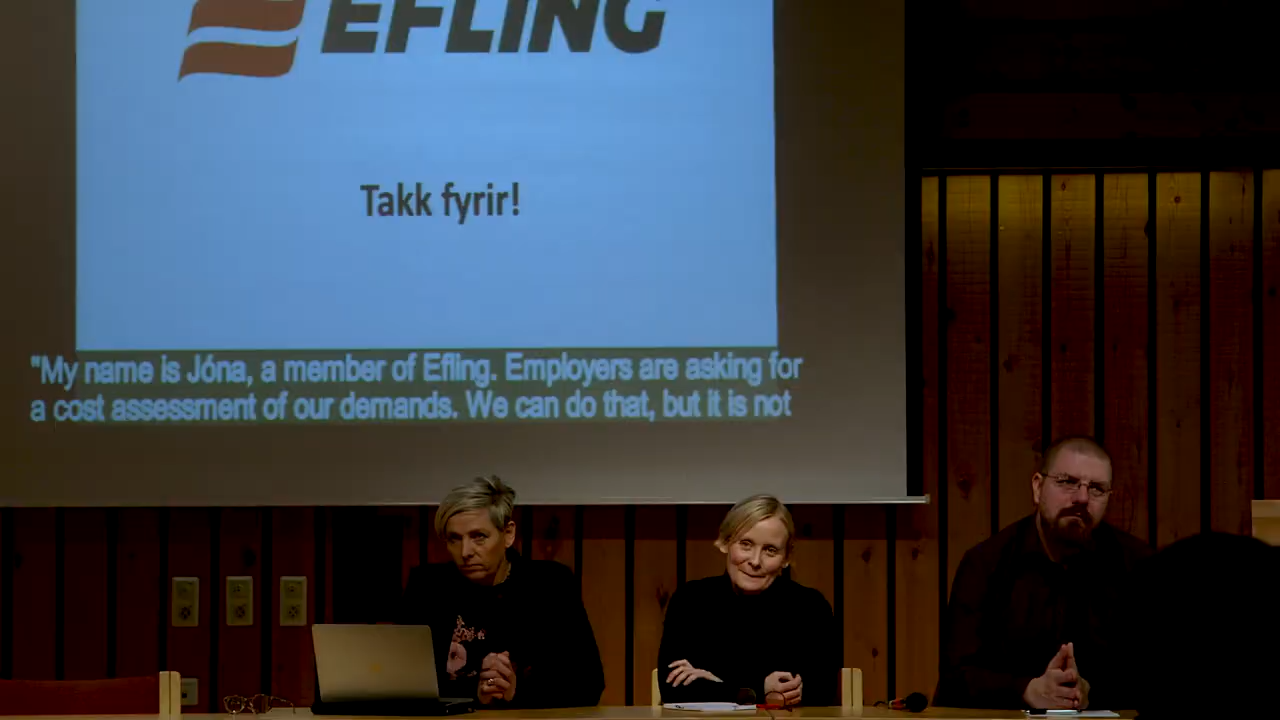 EFLING
Takk fyrir!
"My name is Jóna, a member of Efling. Employers are asking for
a cost assessment of our demands. We can do that, but it is not